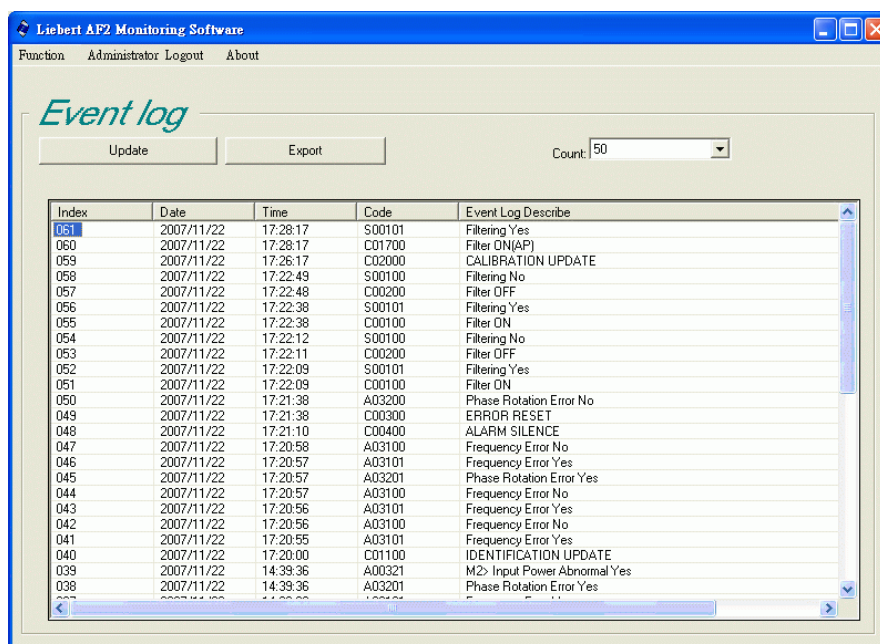 Liebert AF2 Monitoring Software
Function Administrator Logout About
Event log
Update Export Count: 50
Index Date Time Code Event Log Describe
061 2007/11/22 17:28:17 S00101 Filtering Yes
060 2007/11/22 17:28:17 C01700 Filter ON(AP)
059 2007/11/22 17:26:17 C02000 CALIBRATION UPDATE
058 2007/11/22 17:22:49 S00100 Filtering No
057 2007/11/22 17:22:48 C00200 Filter OFF
056 2007/11/22 17:22:38 S00101 Filtering Yes
055 2007/11/22 17:22:38 C00100 Filter ON
054 2007/11/22 17:22:12 S00100 Filtering No
053 2007/11/22 17:22:11 C00200 Filter OFF
052 2007/11/22 17:22:09 S00101 Filtering Yes
051 2007/11/22 17:22:09 C00100 Filter ON
050 2007/11/22 17:21:38 A03200 Phase Rotation Error No
049 2007/11/22 17:21:38 C00300 ERROR RESET
048 2007/11/22 17:21:10 C00400 ALARM SILENCE
047 2007/11/22 17:20:58 A03100 Frequency Error No
046 2007/11/22 17:20:57 A03101 Frequency Error Yes
045 2007/11/22 17:20:57 A03201 Phase Rotation Error Yes
044 2007/11/22 17:20:57 A03100 Frequency Error No
043 2007/11/22 17:20:56 A03101 Frequency Error Yes
042 2007/11/22 17:20:56 A03100 Frequency Error No
041 2007/11/22 17:20:55 A03101 Frequency Error Yes
040 2007/11/22 17:20:00 C01100 IDENTIFICATION UPDATE
039 2007/11/22 14:39:36 A00321 M2> Input Power Abnormal Yes
038 2007/11/22 14:39:36 A03201 Phase Rotation Error Yes